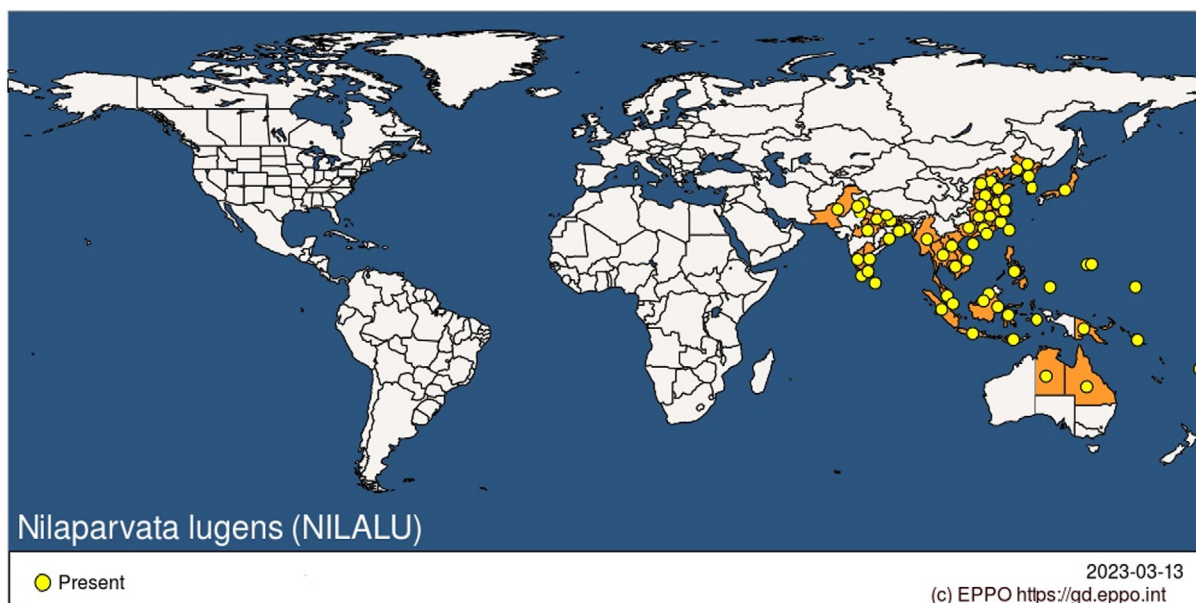 Nilaparvata lugens (NILALU)
Present
2023-03-13
(c) EPPO https://gd.eppo.int